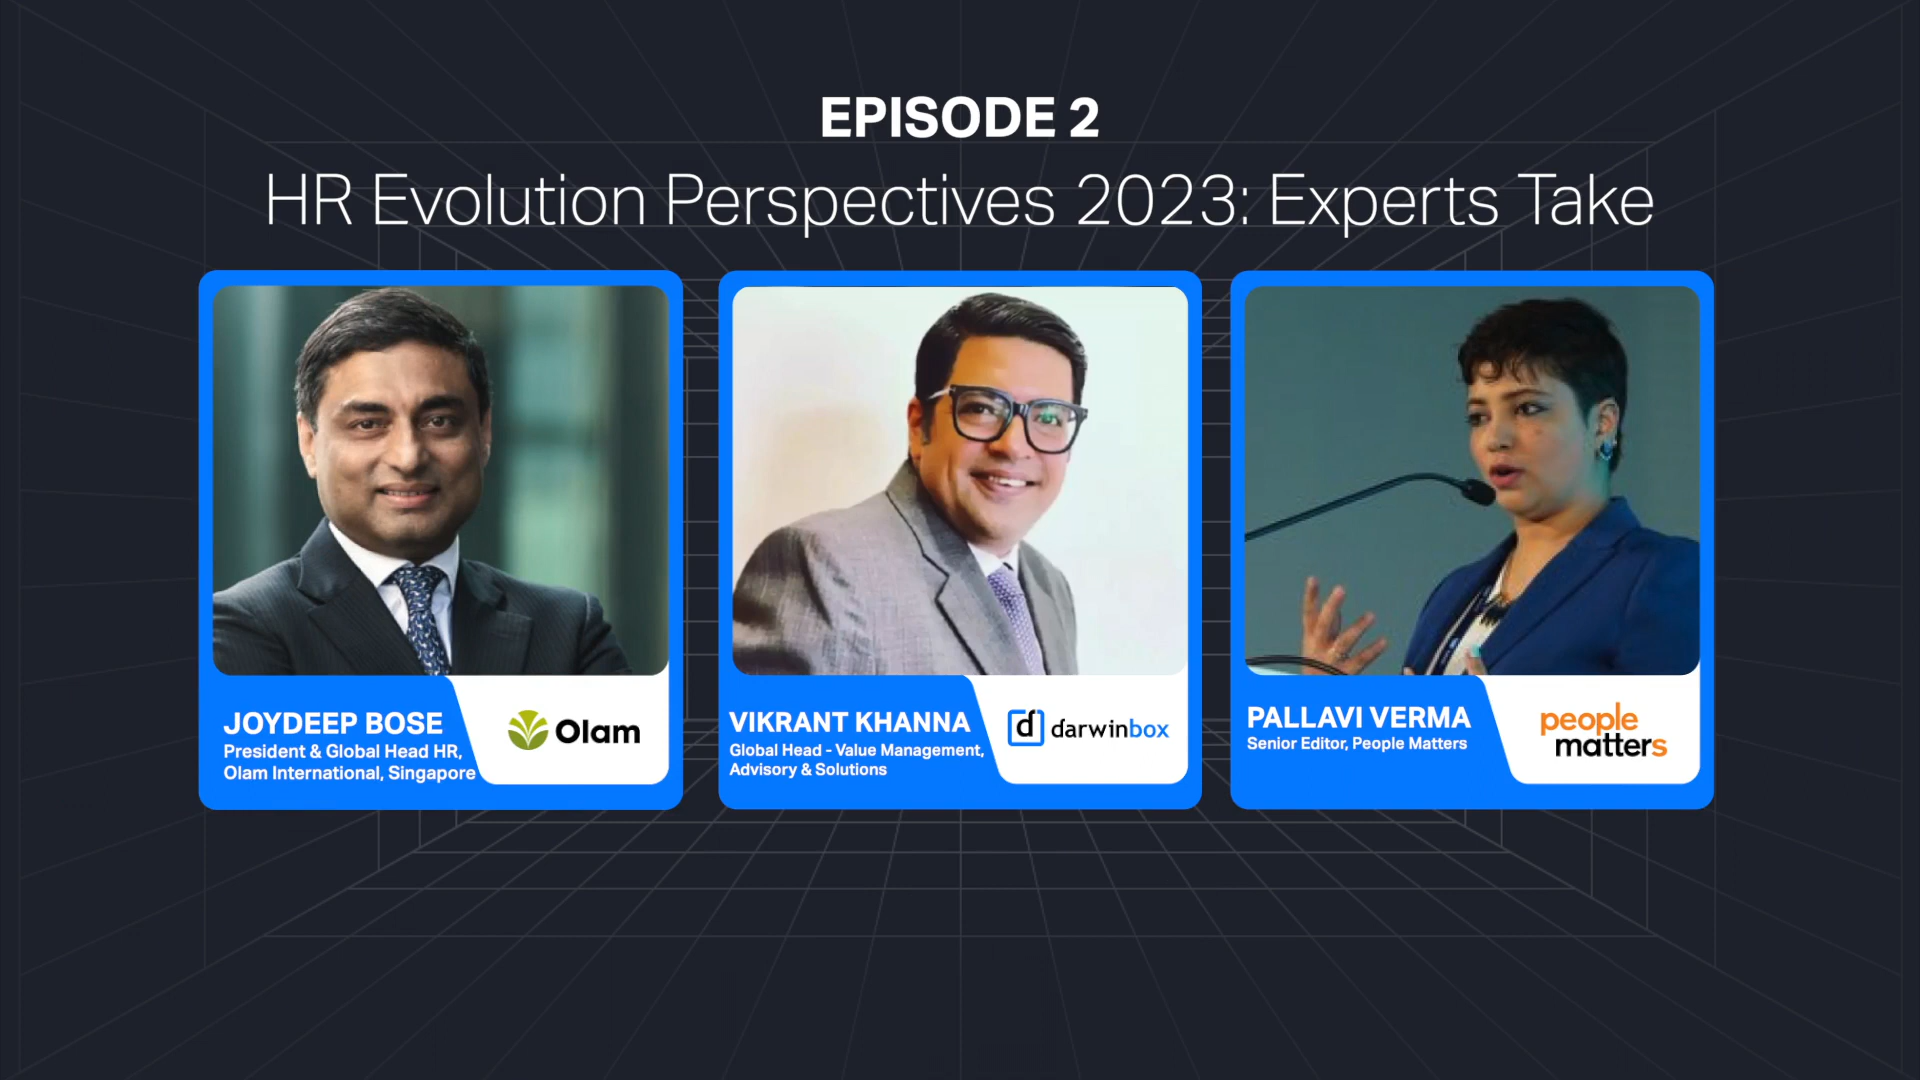 EPISODE 2
HR Evolution Perspectives 2023: Experts Take
JOYDEEP BOSE
President & Global Head HR,
Olam International, Singapore
Olam
VIKRANT KHANNA
Global Head - Value Management,
Advisory & Solutions
d
darwinbox
PALLAVI VERMA
Senior Editor, People Matters
people
matters